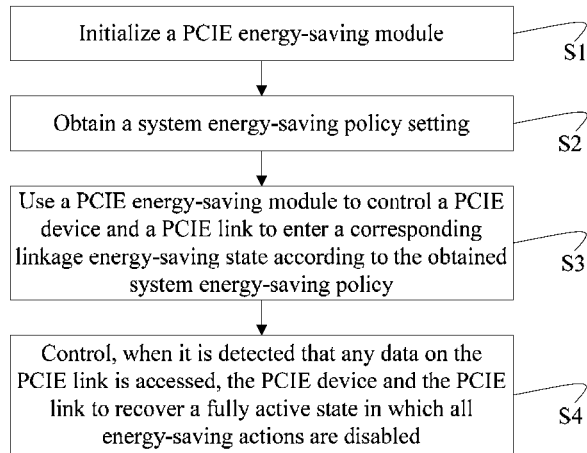 Initialize a PCIE energy-saving module
S1
Obtain a system energy-saving policy setting
S2
Use a PCIE energy-saving module to control a PCIE
device and a PCIE link to enter a corresponding
linkage energy-saving state according to the obtained
system energy-saving policy
S3
Control, when it is detected that any data on the
PCIE link is accessed, the PCIE device and the PCIE
link to recover a fully active state in which all
energy-saving actions are disabled
S4